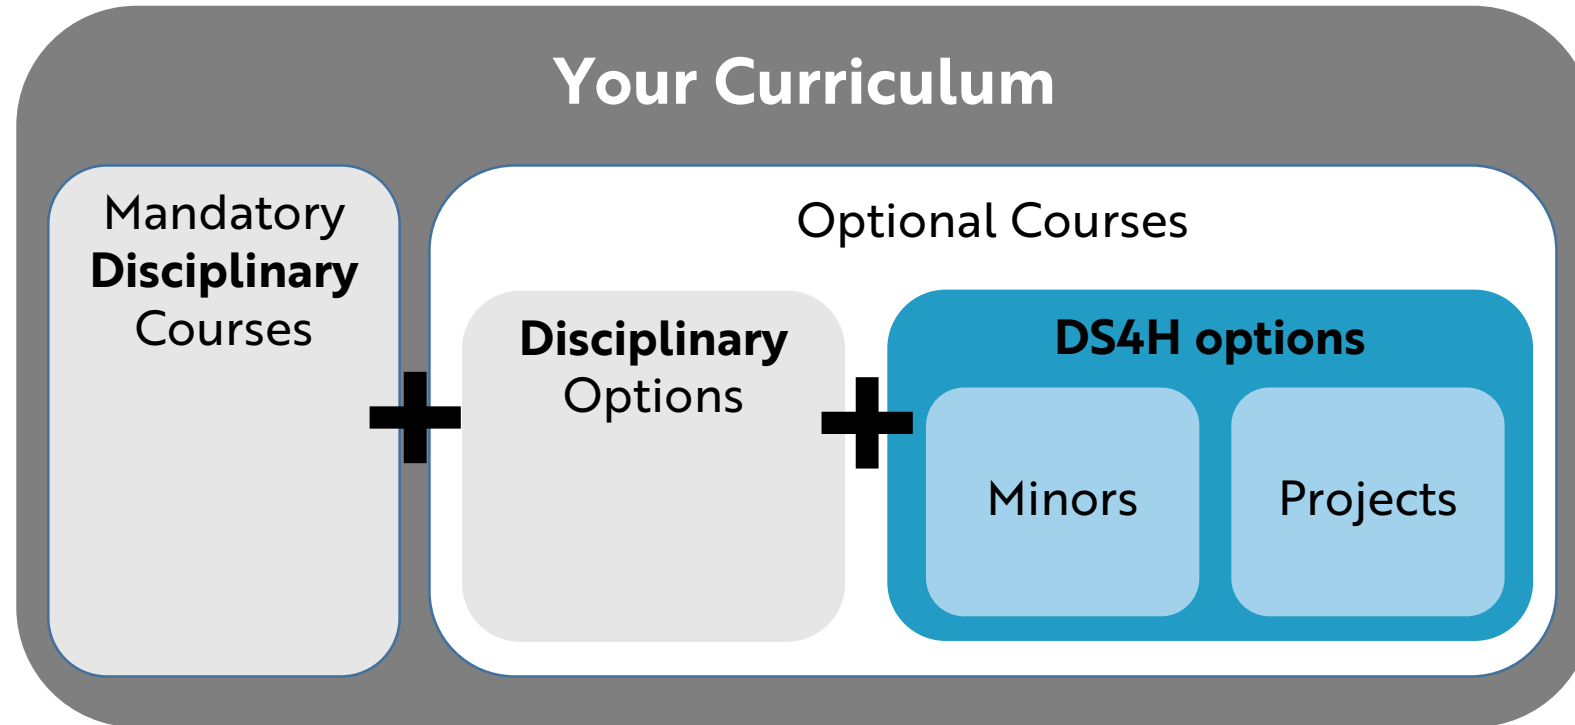 Your Curriculum
Mandatory
Disciplinary
Courses
Optional Courses
Disciplinary
Options
DS4H options
Minors
Projects